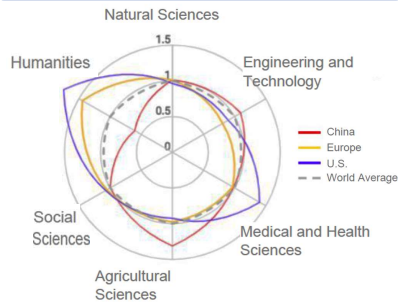 Natural Sciences
1.5
Humanities
Engineering and
Technology
1
0.5
0
China
Europe
U.S.
World Average
Social
Sciences
Medical and Health
Sciences
Agricultural
Sciences